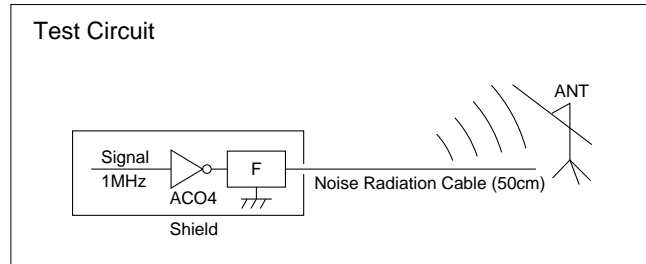 Test Circuit
ANT
Signal
1MHz
F
ACO4
Noise Radiation Cable (50cm)
Shield